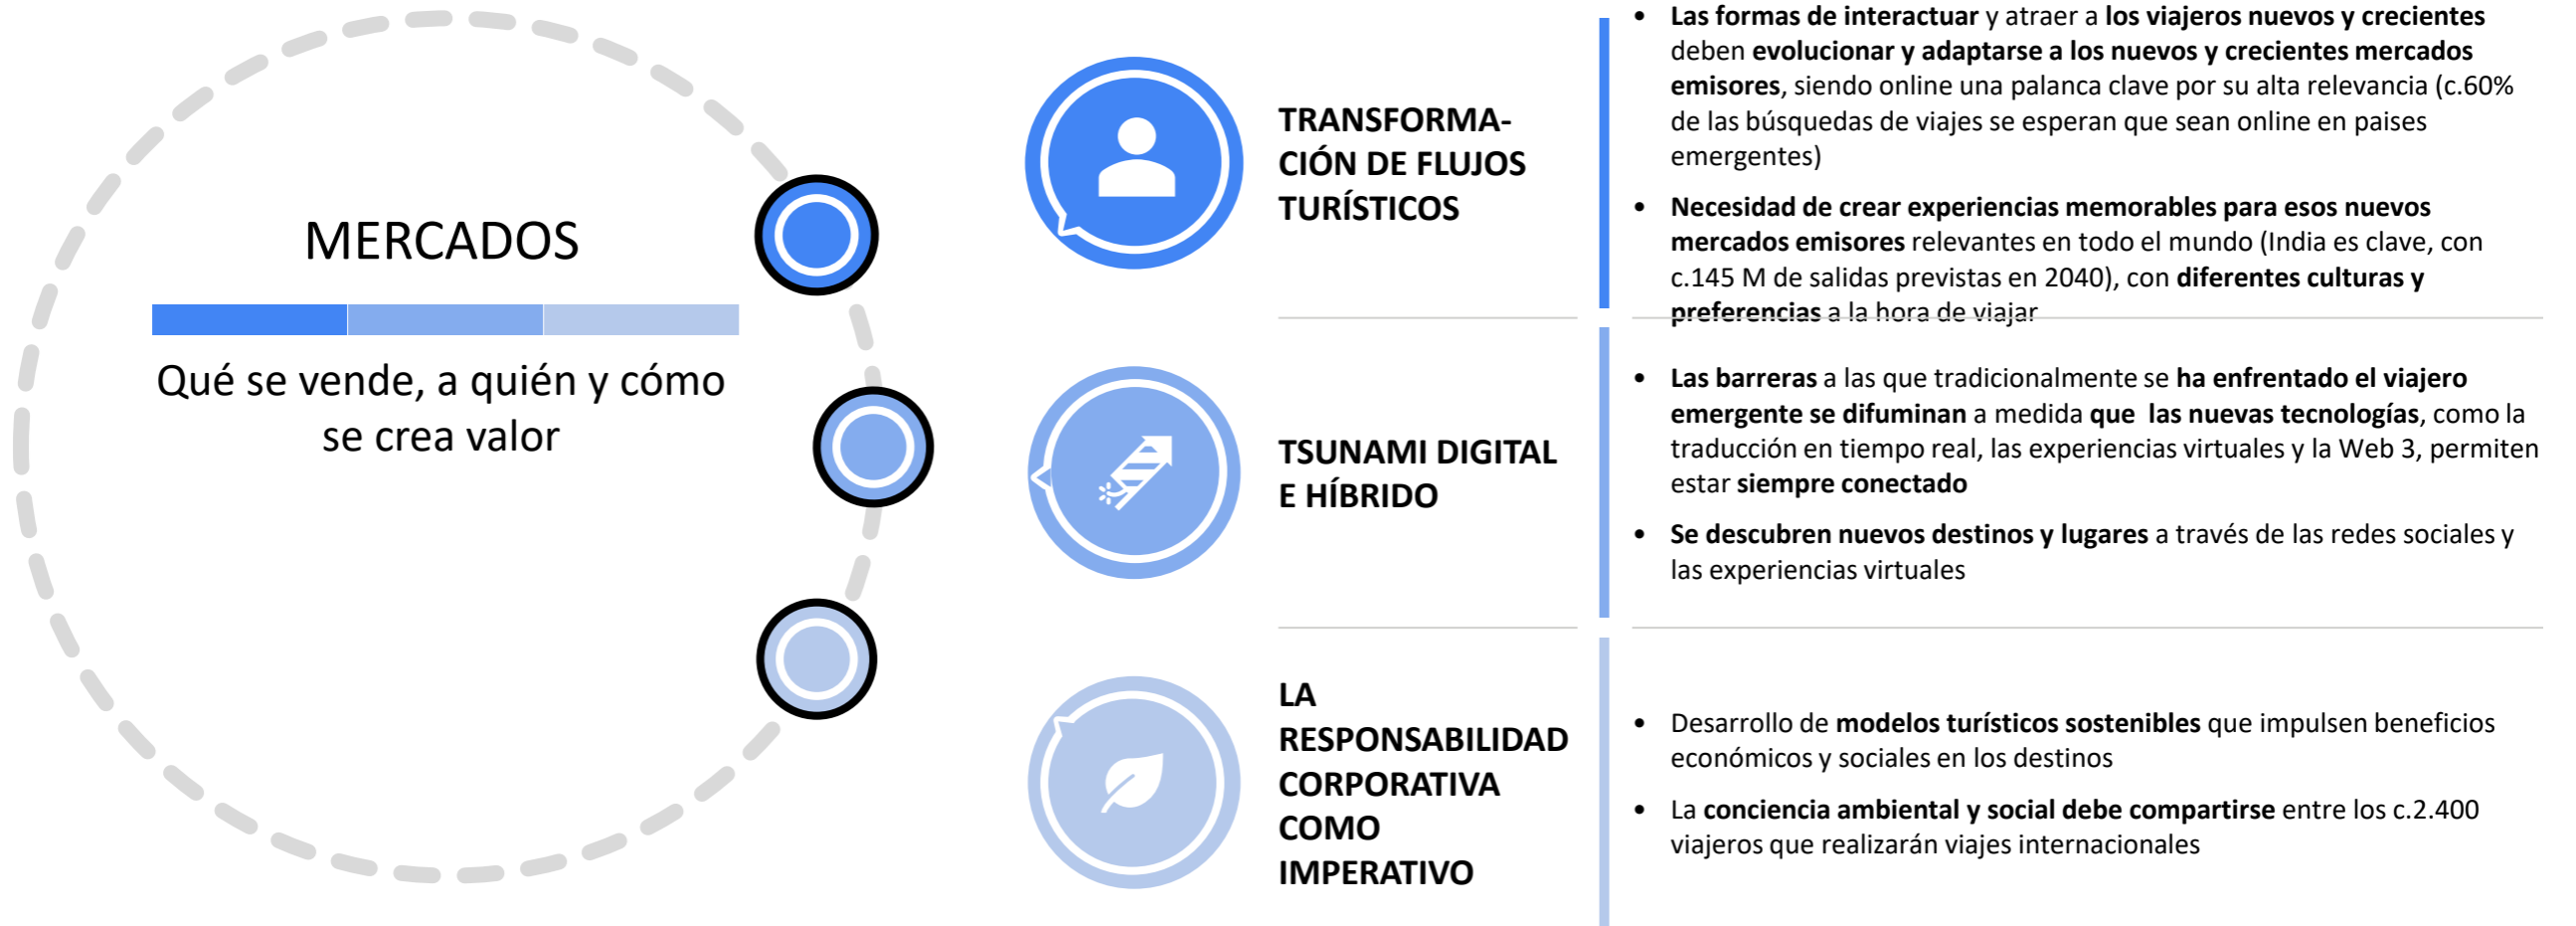 MERCADOS
Qué se vende, a quién y cómo
se crea valor
TRANSFORMA-
CIÓN DE FLUJOS
TURÍSTICOS
• Las formas de interactuar y atraer a los viajeros nuevos y crecientes
deben evolucionar y adaptarse a los nuevos y crecientes mercados
emisores, siendo online una palanca clave por su alta relevancia (c.60%
de las búsquedas de viajes se esperan que sean online en paises
emergentes)
• Necesidad de crear experiencias memorables para esos nuevos
mercados emisores relevantes en todo el mundo (India es clave, con
c.145 M de salidas previstas en 2040), con diferentes culturas y
preferencias a la hora de viajar
TSUNAMI DIGITAL
E HÍBRIDO
• Las barreras a las que tradicionalmente se ha enfrentado el viajero
emergente se difuminan a medida que  las nuevas tecnologías, como la
traducción en tiempo real, las experiencias virtuales y la Web 3, permiten
estar siempre conectado
• Se descubren nuevos destinos y lugares a través de las redes sociales y
las experiencias virtuales
LA
RESPONSABILIDAD
CORPORATIVA
COMO
IMPERATIVO
• Desarrollo de modelos turísticos sostenibles que impulsen beneficios
económicos y sociales en los destinos
• La conciencia ambiental y social debe compartirse entre los c.2.400
viajeros que realizarán viajes internacionales